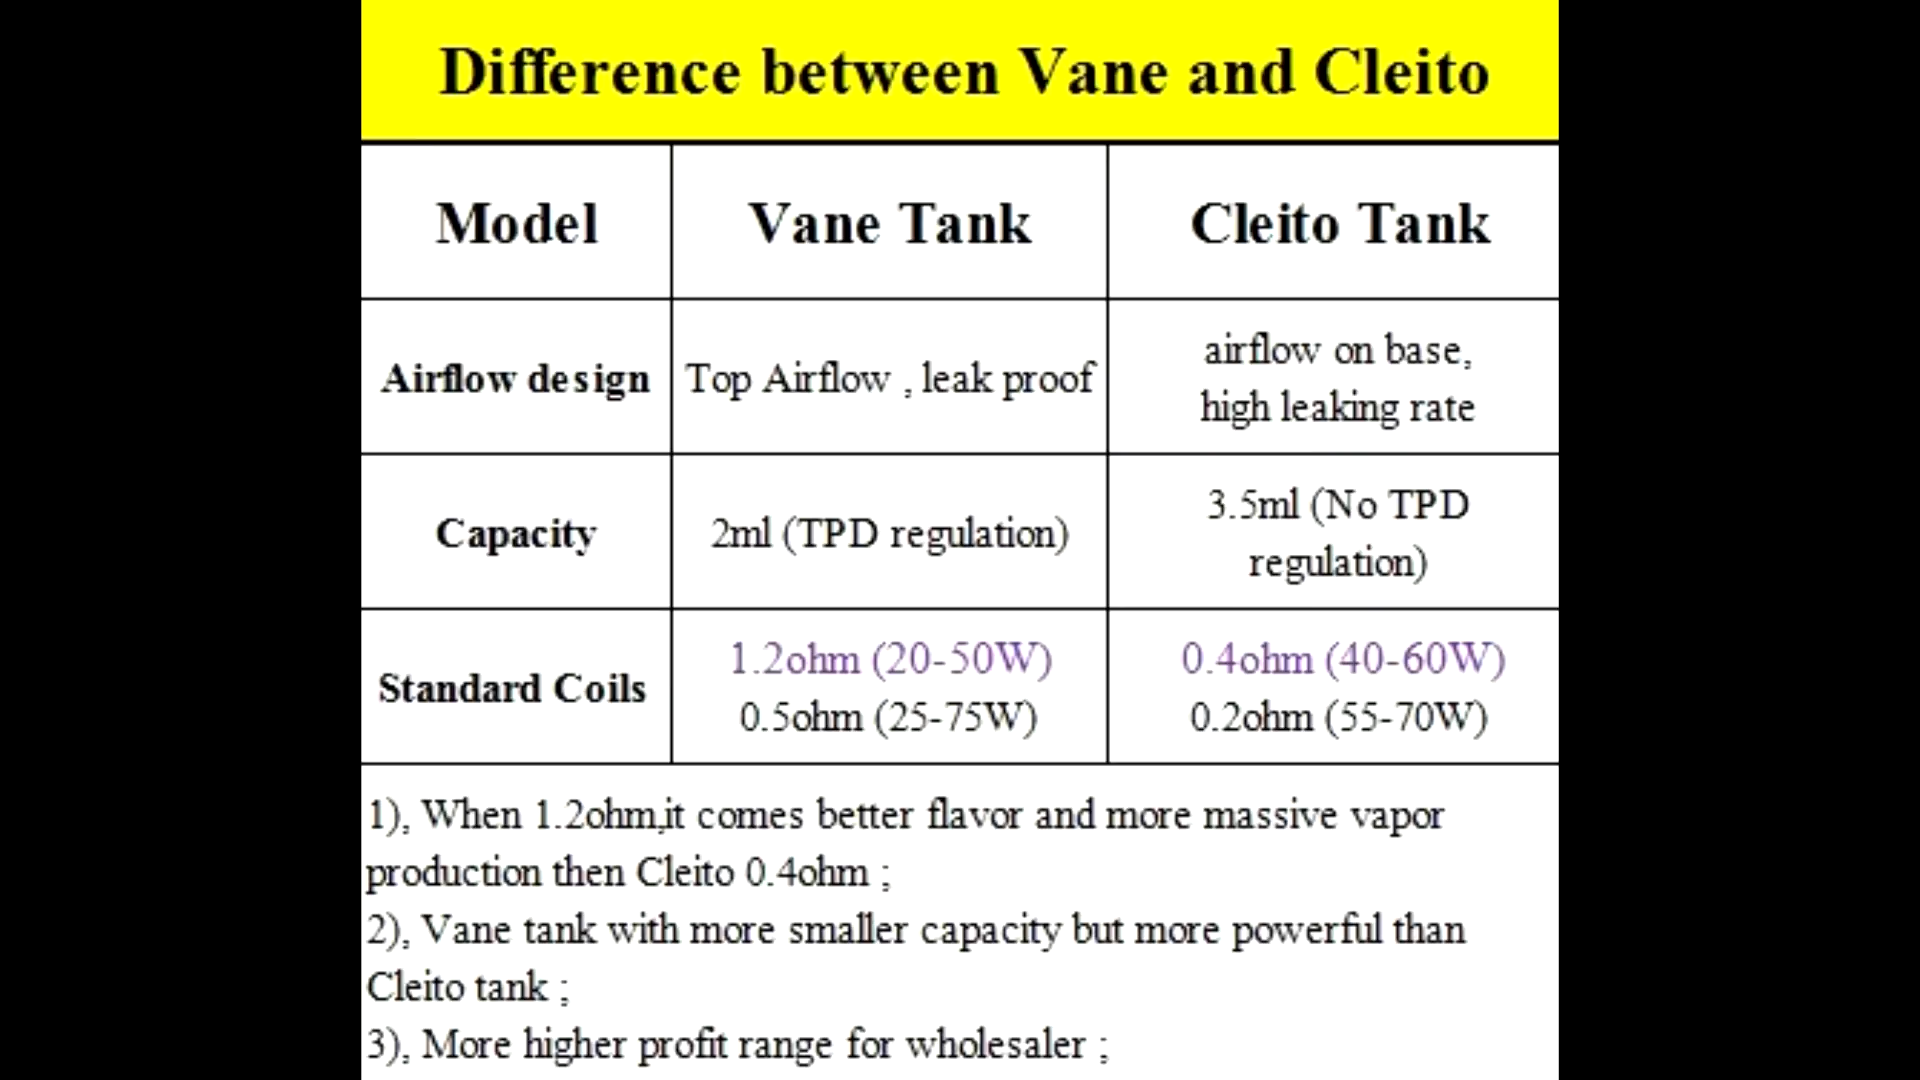 Difference between Vane and Cleito
Model
Vane Tank
Cleito Tank
Airflow design
Top Airflow , leak proof
airflow on base,
high leaking rate
Capacity
2ml (TPD regulation)
3.5ml (No TPD
regulation)
Standard Coils
1.2ohm (20-50W)
0.5ohm (25-75W)
0.4ohm (40-60W)
0.2ohm (55-70W)
1), When 1.2ohm,it comes better flavor and more massive vapor
production then Cleito 0.4ohm ;
2), Vane tank with more smaller capacity but more powerful than
Cleito tank ;
3), More higher profit range for wholesaler ;